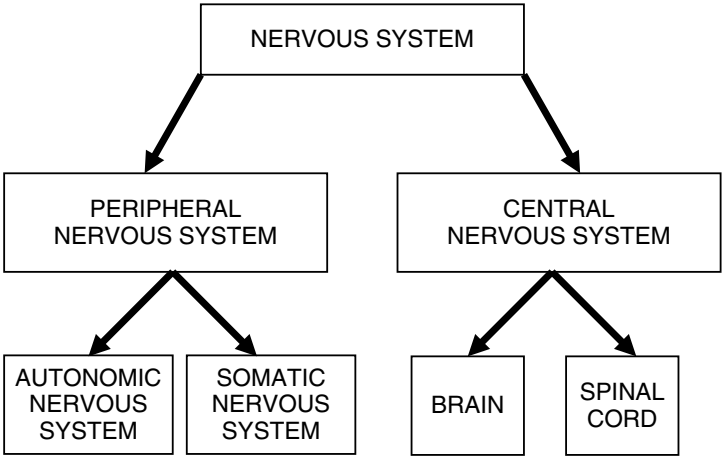 NERVOUS SYSTEM
PERIPHERAL
NERVOUS SYSTEM
CENTRAL
NERVOUS SYSTEM
AUTONOMIC
NERVOUS
SYSTEM
SOMATIC
NERVOUS
SYSTEM
BRAIN
SPINAL
CORD